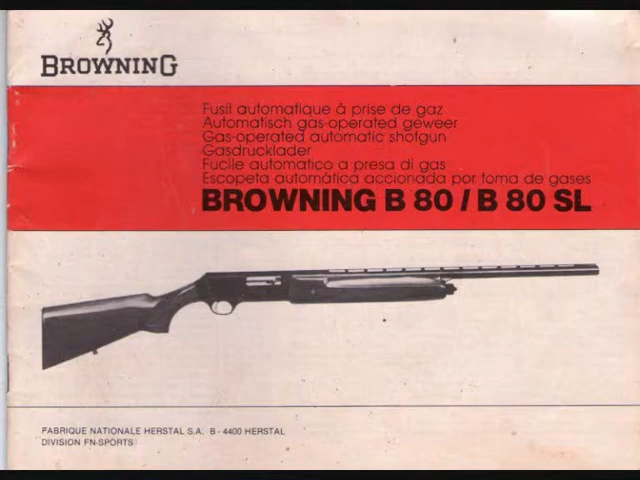 BROWNING
Fusil automatique à prise de gaz
Automatisch gas-operated geweer
Gas-operated automatic shotgun
Gasdrucklader
Fucile automatico a presa di gas
Escopeta automática accionada por toma de gases
BROWNING B 80 / B 80 SL
FABRIQUE NATIONALE HERSTAL S.A. B - 4400 HERSTAL
DIVISION FN-SPORTS